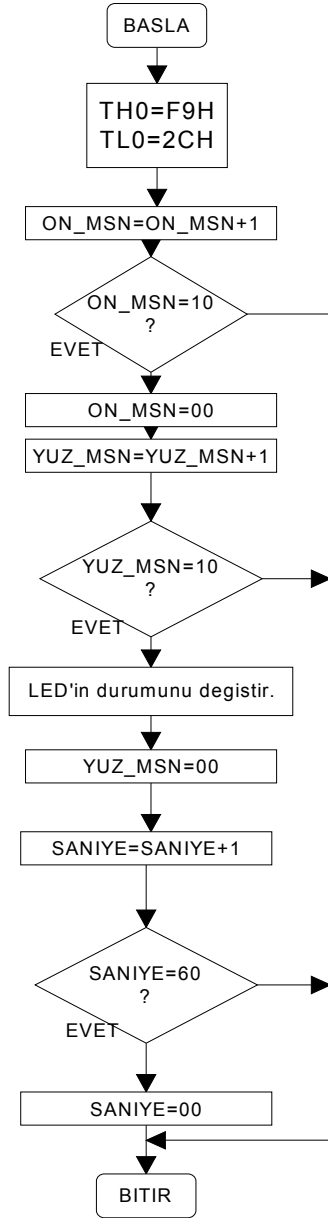 BASLA
TH0=F9H
TL0=2CH
ON_MSN=ON_MSN+1
ON_MSN=10
?
EVET
ON_MSN=00
YUZ_MSN=YUZ_MSN+1
YUZ_MSN=10
?
EVET
LED'in durumunu degistir.
YUZ_MSN=00
SANIYE=SANIYE+1
SANIYE=60
?
EVET
SANIYE=00
BITIR